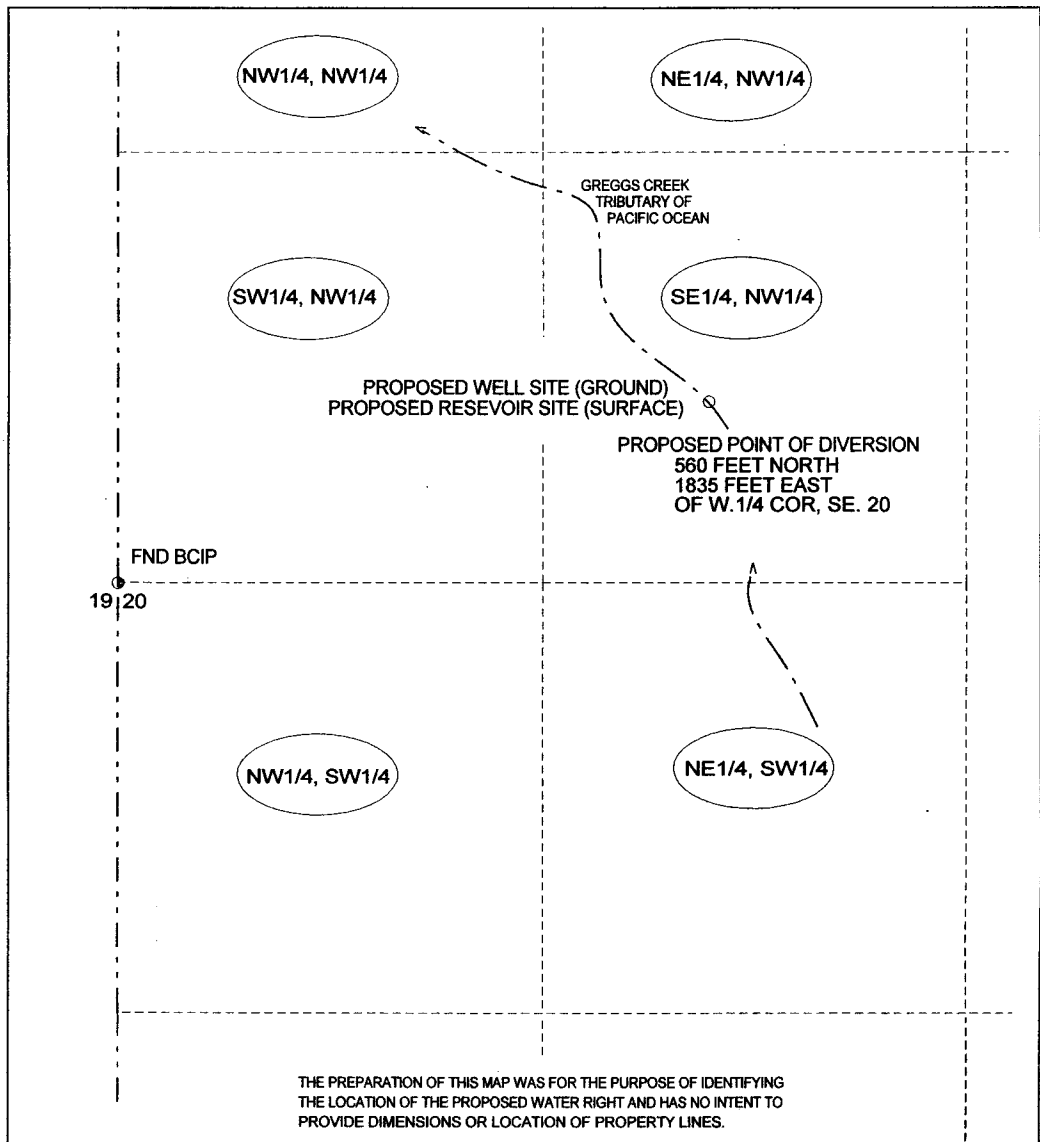 NW1/4, NW1/4
NE1/4, NW1/4
GREGGS CREEK
TRIBUTARY OF
PACIFIC OCEAN
SW1/4, NW1/4
SE1/4, NW1/4
PROPOSED WELL SITE (GROUND)
PROPOSED RESEVOIR SITE (SURFACE)
PROPOSED POINT OF DIVERSION
560 FEET NORTH
1835 FEET EAST
OF W.1/4 COR, SE. 20
FND BCIP
19 20
NW1/4, SW1/4
NE1/4, SW1/4
THE PREPARATION OF THIS MAP WAS FOR THE PURPOSE OF IDENTIFYING
THE LOCATION OF THE PROPOSED WATER RIGHT AND HAS NO INTENT TO
PROVIDE DIMENSIONS OR LOCATION OF PROPERTY LINES.